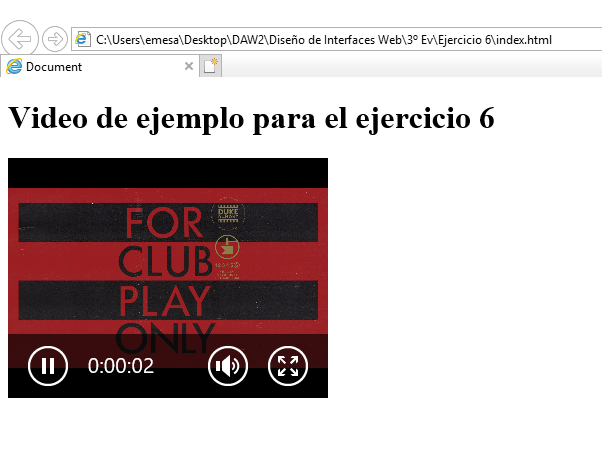 C:\Users\emesa\Desktop\DAW2\Diseño de Interfaces Web\3º Ev\Ejercicio 6\index.html
Document
Video de ejemplo para el ejercicio 6
FOR
CLUB
PLAY
ONLY
DUKE
DUMONT
0:00:02